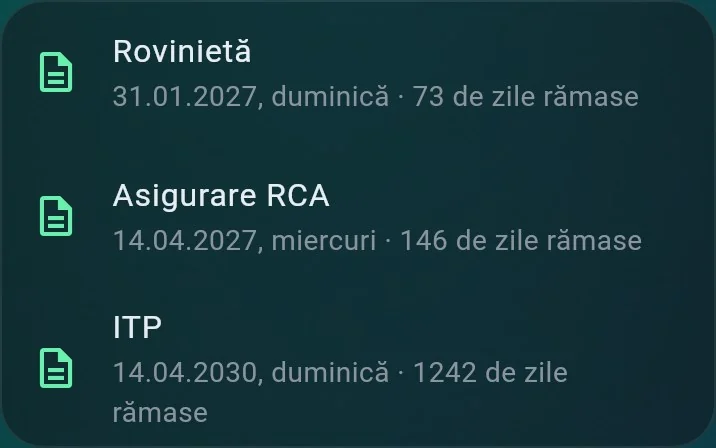 Rovinietă
31.01.2027, duminică · 73 de zile rămase
Asigurare RCA
14.04.2027, miercuri · 146 de zile rămase
ITP
14.04.2030, duminică · 1242 de zile
rămase